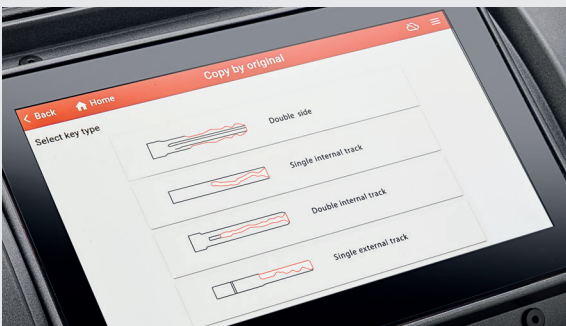 Back
Home
Copy by original
Select key type
Double side
Single internal track
Double internal track
Single external track